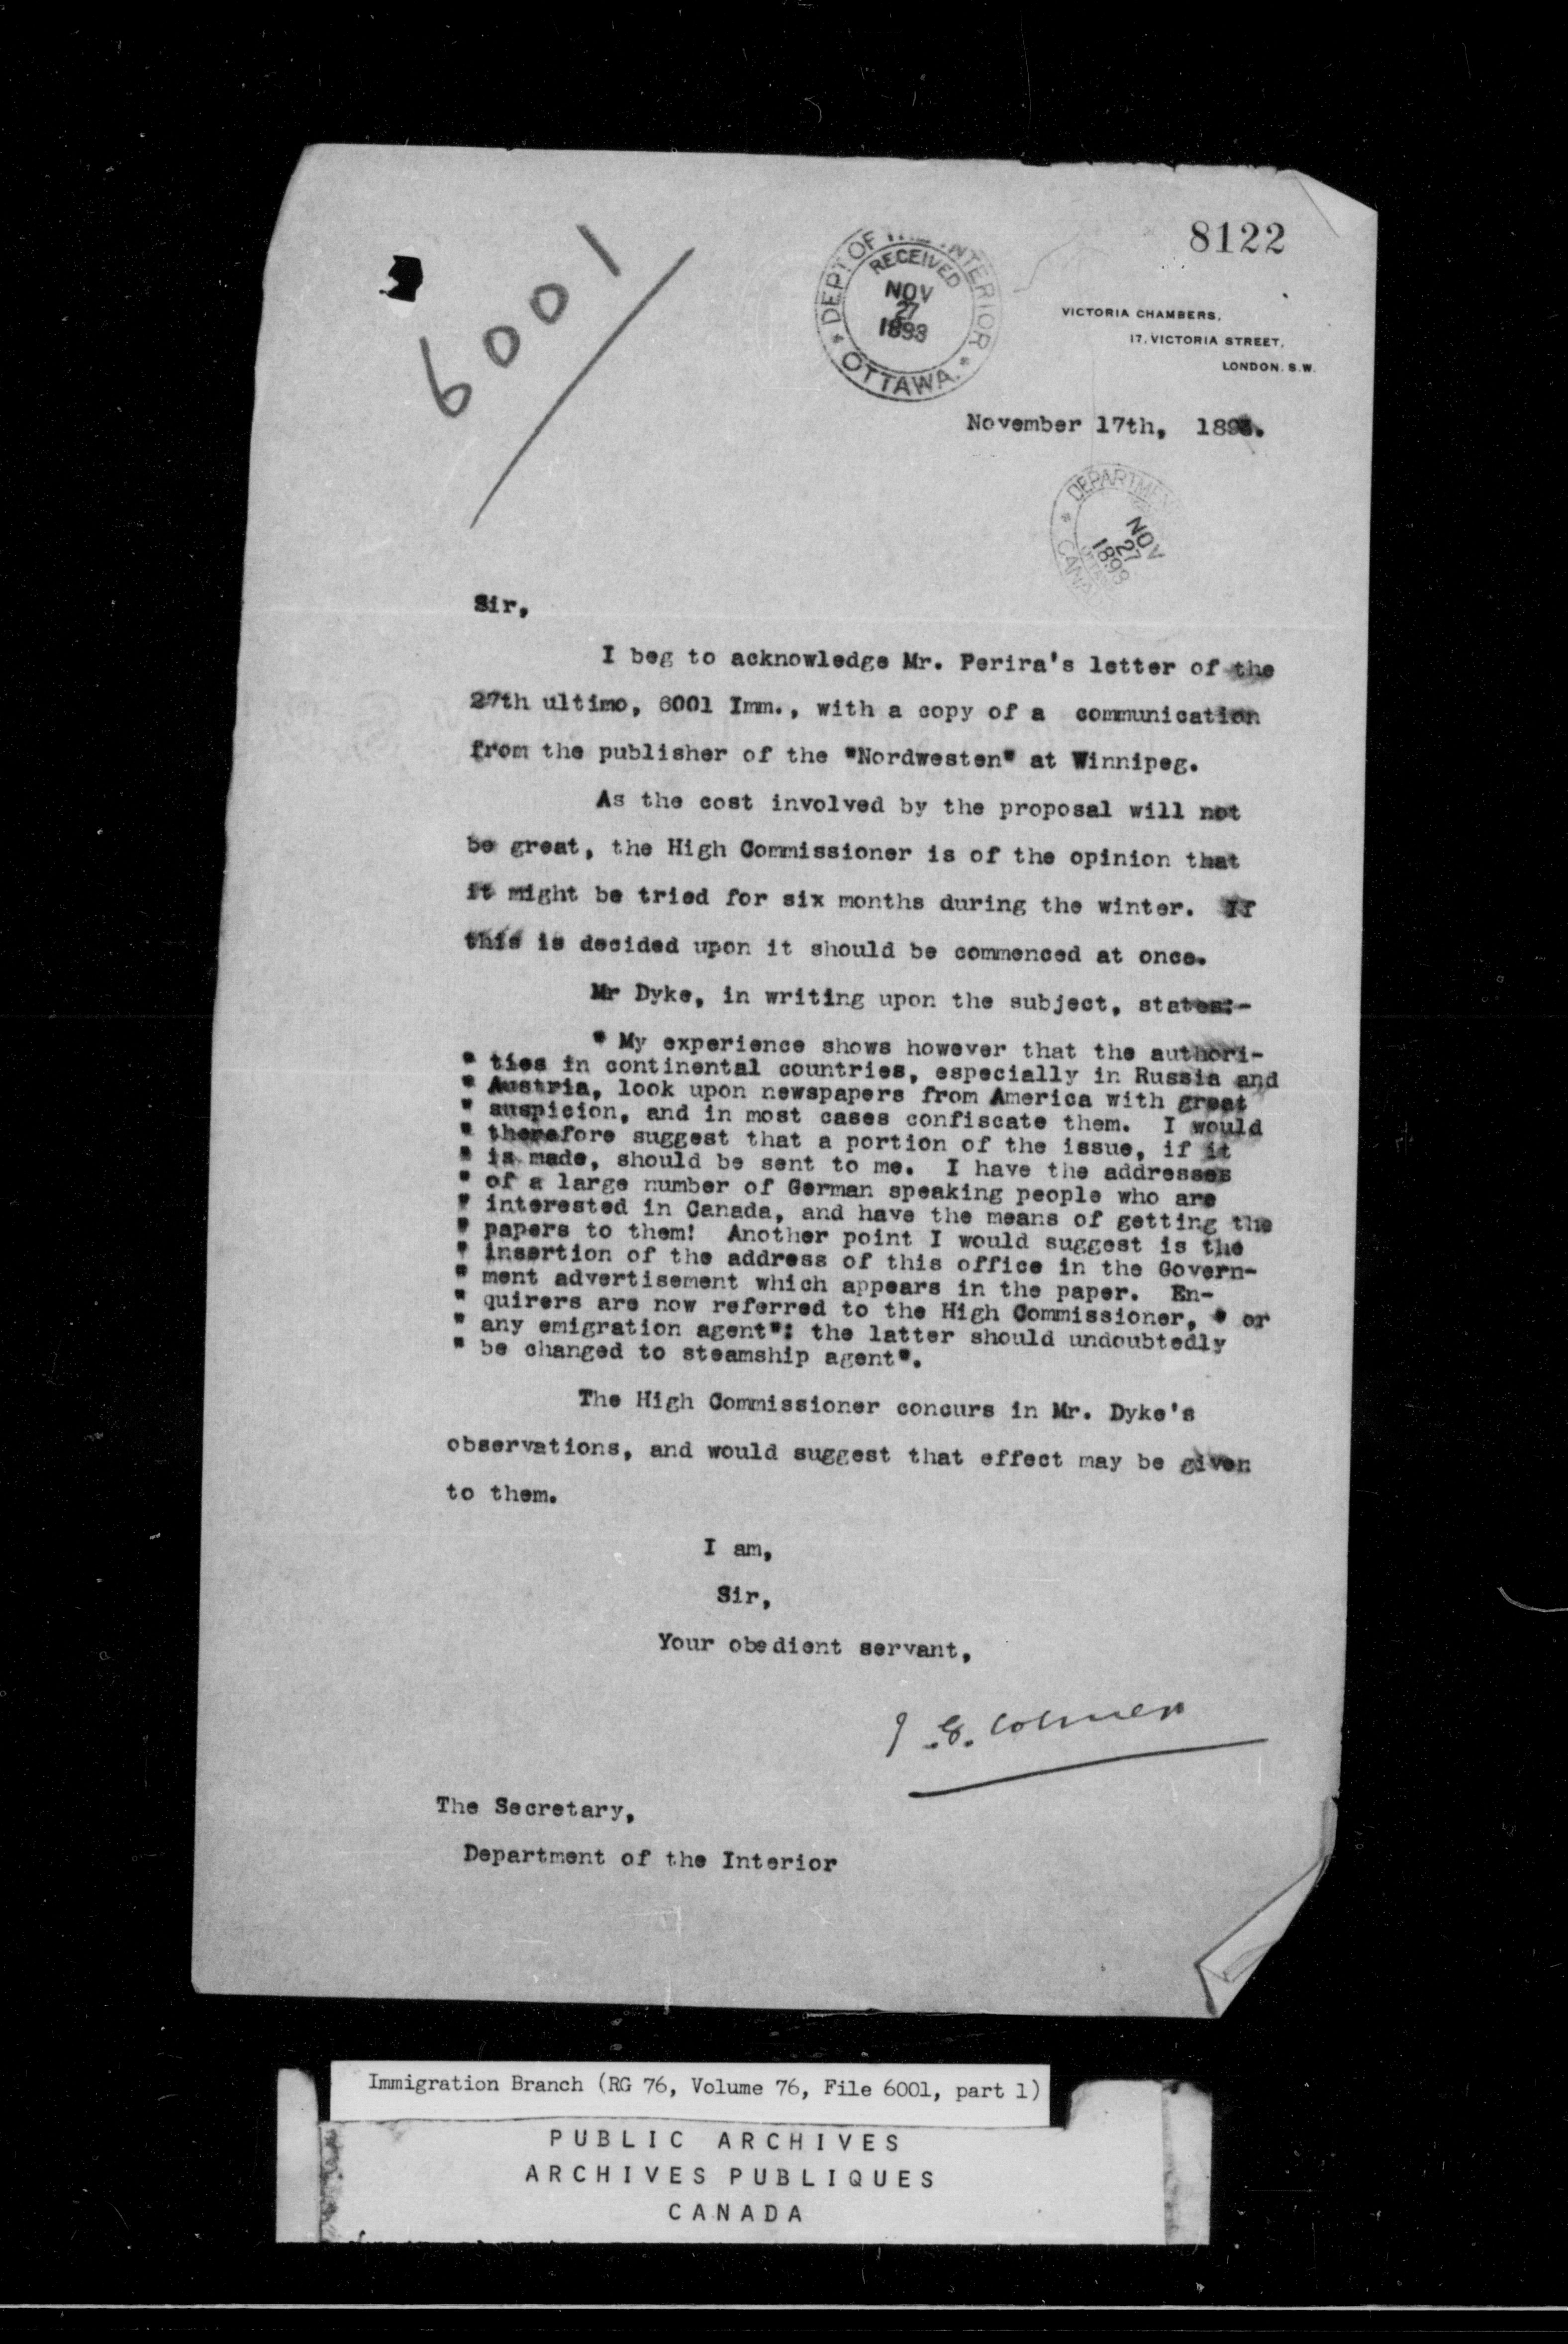 8122
6001
DEPT OF THE INTERIOR
RECEIVED
NOV
27
1893
OTTAWA
VICTORIA CHAMBERS,
17, VICTORIA STREET,
LONDON. S.W.
November 17th, 1893.
DEPARTMEN
NOV
27
1893
CANA
Sir,
I beg to acknowledge Mr. Perira's letter of the
27th ultimo, 6001 Imm., with a copy of a communication
from the publisher of the "Nordwesten" at Winnipeg.
As the cost involved by the proposal will not
be great, the High Commissioner is of the opinion that
it might be tried for six months during the winter. If
this is decided upon it should be commenced at once.
Mr Dyke, in writing upon the subject, states:-
" My experience shows however that the authori-
" ties in continental countries, especially in Russia and
" Austria, look upon newspapers from America with great
" suspicion, and in most cases confiscate them. I would
" therefore suggest that a portion of the issue, if it
" is made, should be sent to me. I have the addresses
" of a large number of German speaking people who are
" interested in Canada, and have the means of getting the
" papers to them! Another point I would suggest is the
" insertion of the address of this office in the Govern-
" ment advertisement which appears in the paper. En-
" quirers are now referred to the High Commissioner, " or
" any emigration agent": the latter should undoubtedly
" be changed to steamship agent".
The High Commissioner concurs in Mr. Dyke's
observations, and would suggest that effect may be given
to them.
I am,
Sir,
Your obedient servant,
J.G. Colmer
The Secretary,
Department of the Interior
Immigration Branch (RG 76, Volume 76, File 6001, part 1)
PUBLIC ARCHIVES
ARCHIVES PUBLIQUES
CANADA